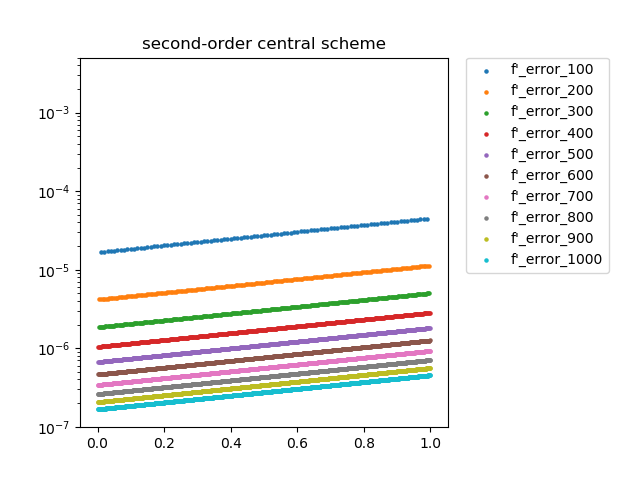 second-order central scheme
10⁻³
10⁻⁴
10⁻⁵
10⁻⁶
10⁻⁷
0.0 0.2 0.4 0.6 0.8 1.0
f'_error_100
f'_error_200
f'_error_300
f'_error_400
f'_error_500
f'_error_600
f'_error_700
f'_error_800
f'_error_900
f'_error_1000